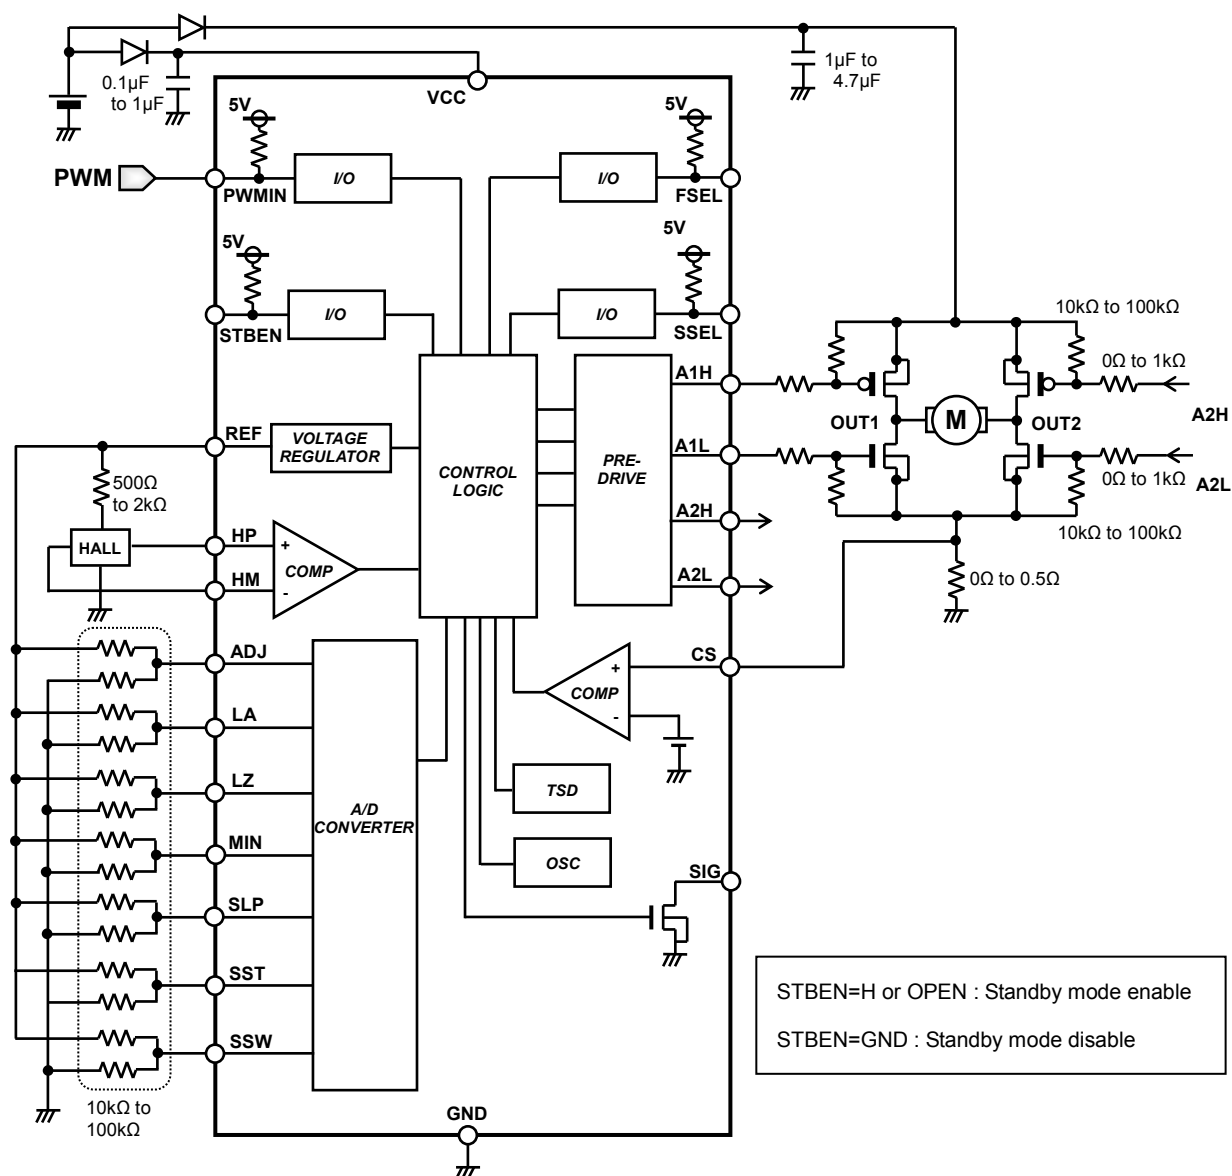 0.1µF
to 1µF
VCC
1µF to
4.7µF
5V
5V
PWM
I/O
I/O
PWMIN
FSEL
5V
5V
I/O
I/O
STBEN
SSEL
10kΩ to 100kΩ
0Ω to 1kΩ
A1H
A2H
OUT1
M
OUT2
REF
VOLTAGE
REGULATOR
CONTROL
LOGIC
PRE-
DRIVE
A1L
0Ω to 1kΩ
A2L
500Ω
to 2kΩ
A2H
10kΩ to 100kΩ
HALL
HP
+
COMP
HM
-
A2L
0Ω to 0.5Ω
ADJ
CS
+
COMP
-
LA
LZ
TSD
A/D
CONVERTER
MIN
OSC
SIG
SLP
SST
STBEN=H or OPEN : Standby mode enable
STBEN=GND : Standby mode disable
SSW
10kΩ to
100kΩ
GND